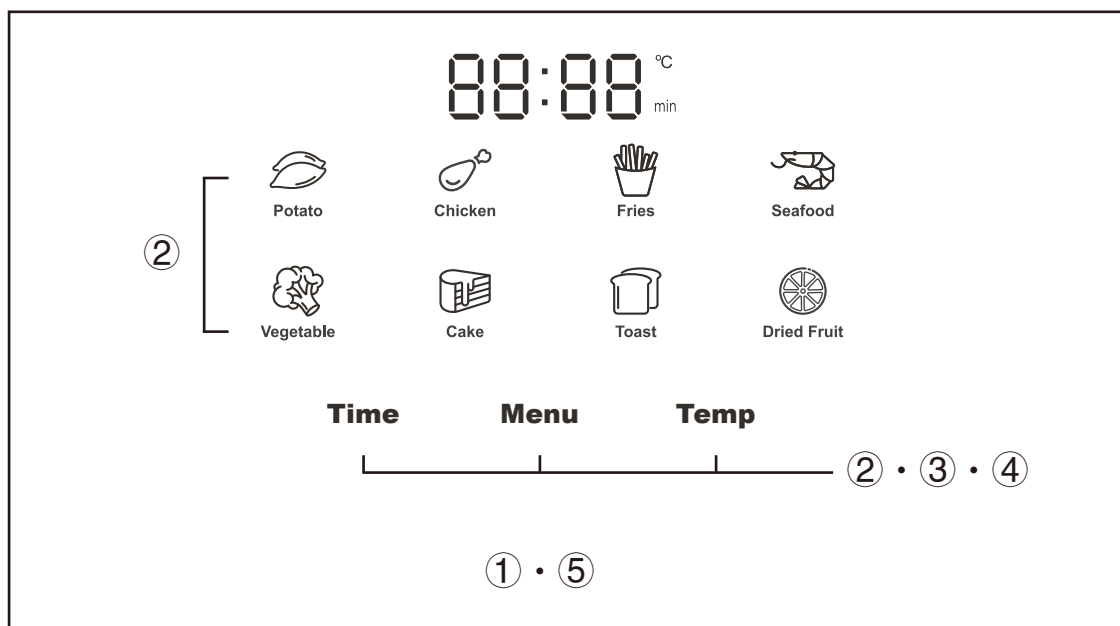 88:88 °C
min
Potato Chicken Fries Seafood
②
Vegetable Cake Toast Dried Fruit
Time Menu Temp
②・③・④
①・⑤